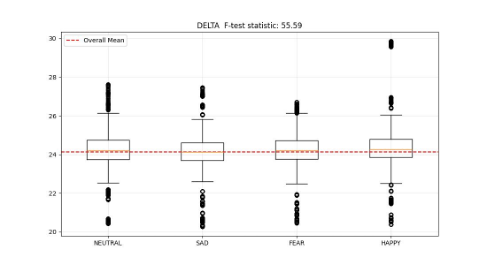 DELTA F-test statistic: 55.59
Overall Mean
30
28
26
24
22
20
NEUTRAL SAD FEAR HAPPY